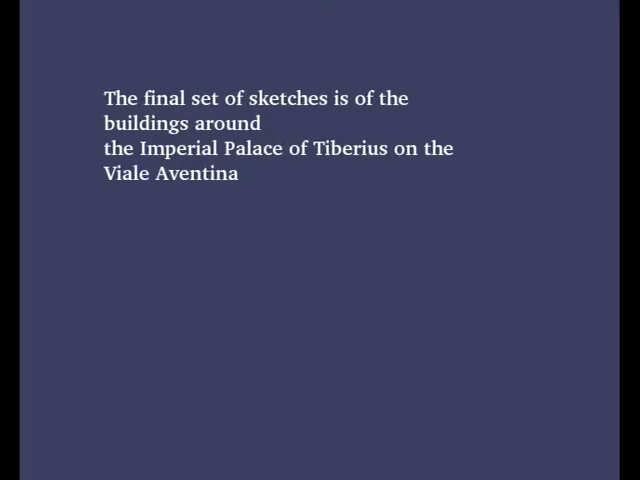 The final set of sketches is of the
buildings around
the Imperial Palace of Tiberius on the
Viale Aventina